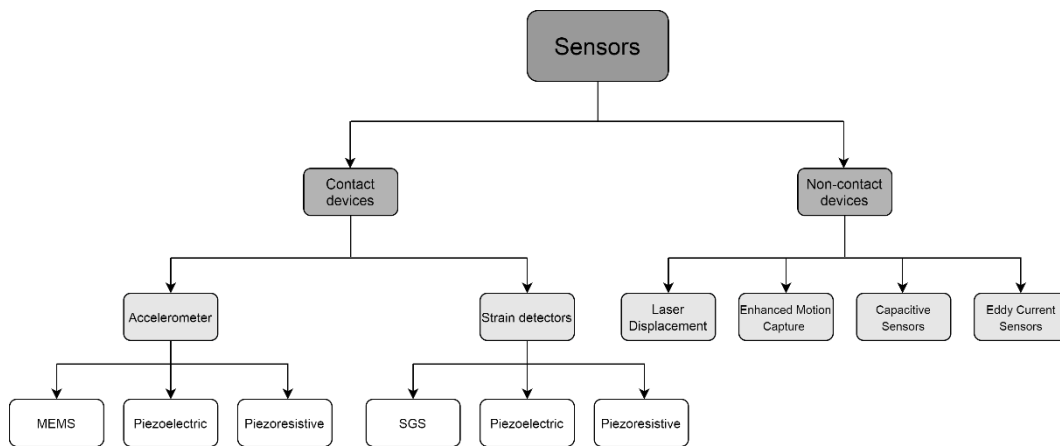 Sensors
Contact
devices
Non-contact
devices
Accelerometer
Strain detectors
Laser
Displacement
Enhanced Motion
Capture
Capacitive
Sensors
Eddy Current
Sensors
MEMS
Piezoelectric
Piezoresistive
SGS
Piezoelectric
Piezoresistive